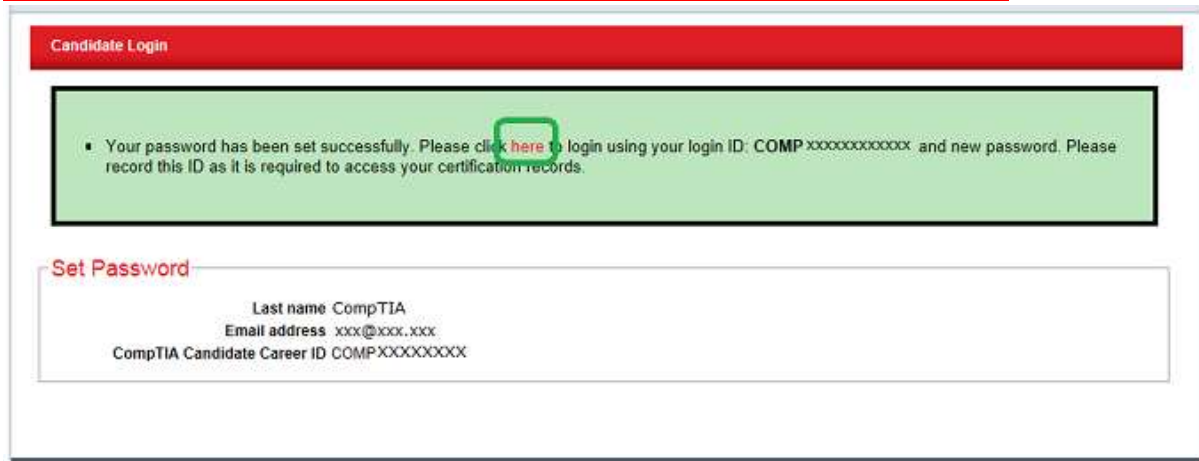 Candidate Login
Your password has been set successfully. Please click here to login using your login ID: COMP xxxxxxxxxxxx and new password. Please
record this ID as it is required to access your certification records.
Set Password
Last name CompTIA
Email address xxx@xxx.xxx
CompTIA Candidate Career ID COMPXXXXXXXX